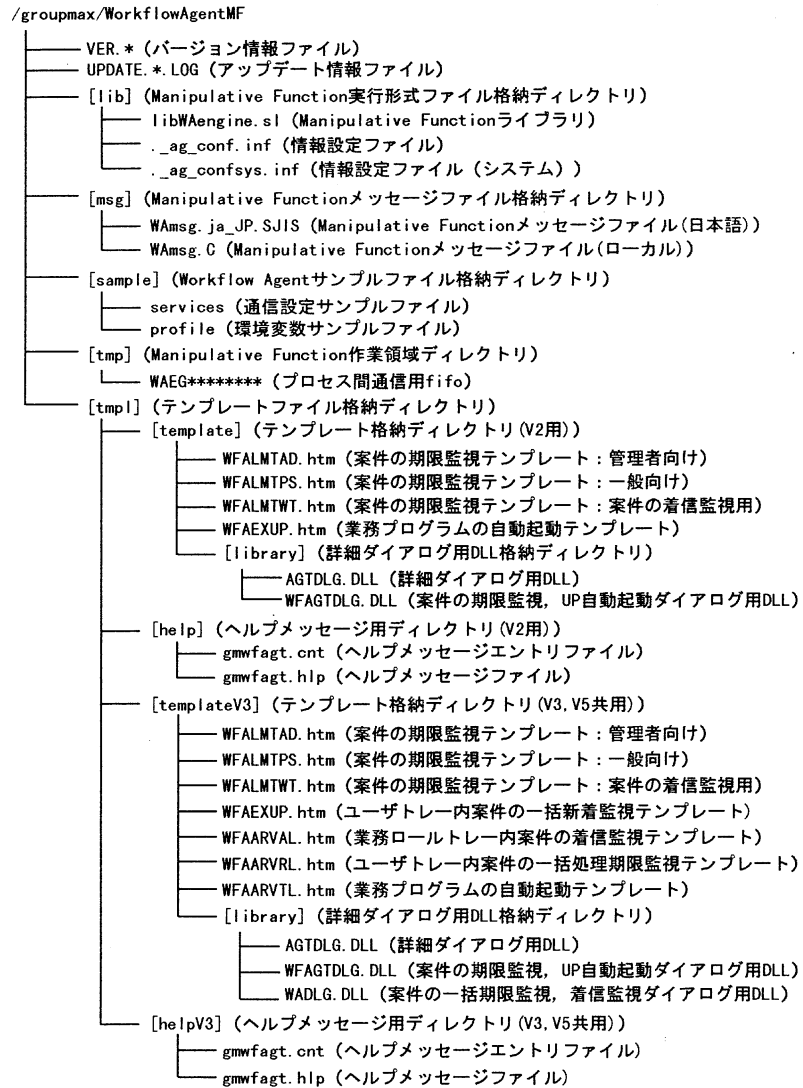 /groupmax/WorkflowAgentMF
VER.*（バージョン情報ファイル）
UPDATE.*.LOG（アップデート情報ファイル）
[lib]（Manipulative Function実行形式ファイル格納ディレクトリ）
libWAengine.sl（Manipulative Functionライブラリ）
._ag_conf.inf（情報設定ファイル）
._ag_confsys.inf（情報設定ファイル（システム））
[msg]（Manipulative Functionメッセージファイル格納ディレクトリ）
WAmsg.ja_JP.SJIS（Manipulative Functionメッセージファイル(日本語)）
WAmsg.C（Manipulative Functionメッセージファイル(ローカル)）
[sample]（Workflow Agentサンプルファイル格納ディレクトリ）
services（通信設定サンプルファイル）
profile（環境変数サンプルファイル）
[tmp]（Manipulative Function作業領域ディレクトリ）
WAEG********（プロセス間通信用fifo）
[tmpl]（テンプレートファイル格納ディレクトリ）
[template]（テンプレート格納ディレクトリ(V2用)）
WFALMTAD.htm（案件の期限監視テンプレート：管理者向け）
WFALMTPS.htm（案件の期限監視テンプレート：一般向け）
WFALMTWT.htm（案件の期限監視テンプレート：案件の着信監視用）
WFAEXUP.htm（業務プログラムの自動起動テンプレート）
[library]（詳細ダイアログ用DLL格納ディレクトリ）
AGTDLG.DLL（詳細ダイアログ用DLL）
WFAGTDLG.DLL（案件の期限監視，UP自動起動ダイアログ用DLL）
[help]（ヘルプメッセージ用ディレクトリ(V2用)）
gmwfagt.cnt（ヘルプメッセージエントリファイル）
gmwfagt.hlp（ヘルプメッセージファイル）
[templateV3]（テンプレート格納ディレクトリ(V3,V5共用)）
WFALMTAD.htm（案件の期限監視テンプレート：管理者向け）
WFALMTPS.htm（案件の期限監視テンプレート：一般向け）
WFALMTWT.htm（案件の期限監視テンプレート：案件の着信監視用）
WFAEXUP.htm（ユーザトレー内案件の一括新着監視テンプレート）
WFAARVAL.htm（業務ロールトレー内案件の着信監視テンプレート）
WFAARVRL.htm（ユーザトレー内案件の一括処理期限監視テンプレート）
WFAARVTL.htm（業務プログラムの自動起動テンプレート）
[library]（詳細ダイアログ用DLL格納ディレクトリ）
AGTDLG.DLL（詳細ダイアログ用DLL）
WFAGTDLG.DLL（案件の期限監視，UP自動起動ダイアログ用DLL）
WADLG.DLL（案件の一括期限監視，着信監視ダイアログ用DLL）
[helpV3]（ヘルプメッセージ用ディレクトリ(V3,V5共用)）
gmwfagt.cnt（ヘルプメッセージエントリファイル）
gmwfagt.hlp（ヘルプメッセージファイル）